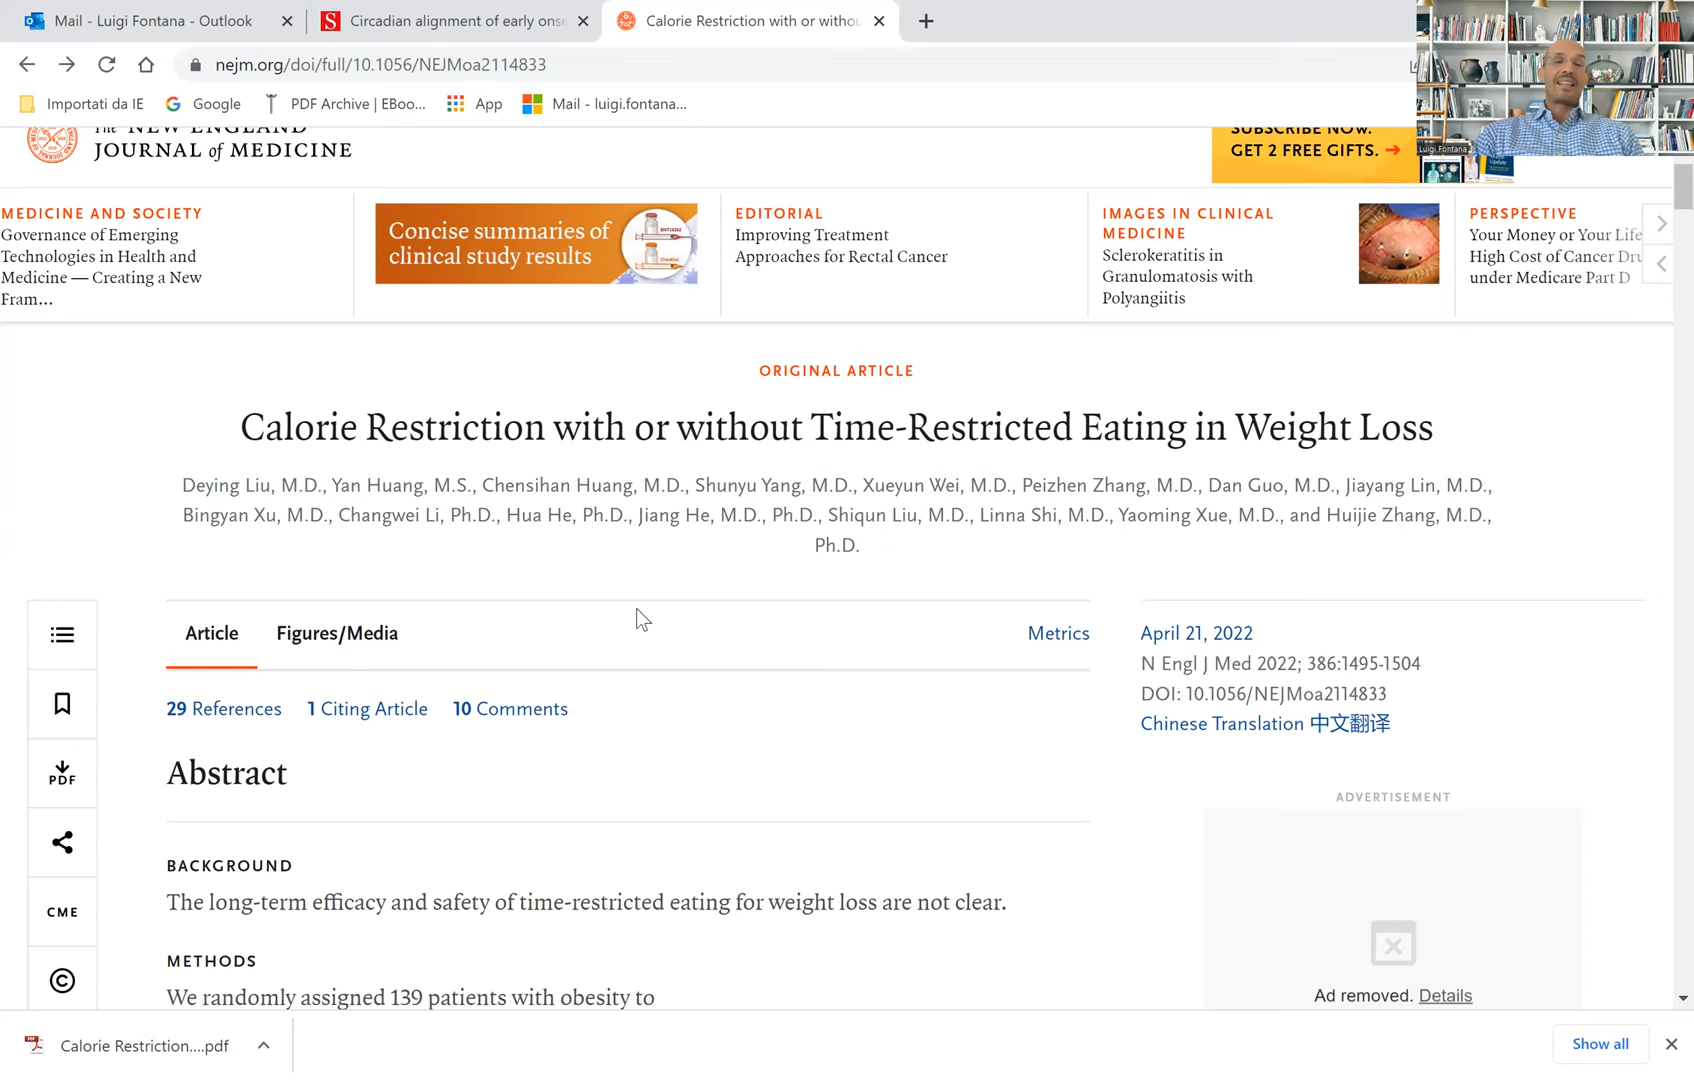 Mail - Luigi Fontana - Outlook
Circadian alignment of early onse
Calorie Restriction with or withou
nejm.org/doi/full/10.1056/NEJMoa2114833
Importati da IE
Google
PDF Archive | EBoo...
App
Mail - luigi.fontana...
Luigi Fontana
The NEW ENGLAND
JOURNAL of MEDICINE
SUBSCRIBE NOW.
GET 2 FREE GIFTS. →
MEDICINE AND SOCIETY
Governance of Emerging
Technologies in Health and
Medicine — Creating a New
Fram...
Concise summaries of
clinical study results
EDITORIAL
Improving Treatment
Approaches for Rectal Cancer
IMAGES IN CLINICAL
MEDICINE
Sclerokeratitis in
Granulomatosis with
Polyangiitis
PERSPECTIVE
Your Money or Your Life
High Cost of Cancer Dru
under Medicare Part D
ORIGINAL ARTICLE
Calorie Restriction with or without Time-Restricted Eating in Weight Loss
Deying Liu, M.D., Yan Huang, M.S., Chensihan Huang, M.D., Shunyu Yang, M.D., Xueyun Wei, M.D., Peizhen Zhang, M.D., Dan Guo, M.D., Jiayang Lin, M.D.,
Bingyan Xu, M.D., Changwei Li, Ph.D., Hua He, Ph.D., Jiang He, M.D., Ph.D., Shiqun Liu, M.D., Linna Shi, M.D., Yaoming Xue, M.D., and Huijie Zhang, M.D.,
Ph.D.
Article
Figures/Media
Metrics
29 References
1 Citing Article
10 Comments
April 21, 2022
N Engl J Med 2022; 386:1495-1504
DOI: 10.1056/NEJMoa2114833
Chinese Translation 中文翻译
PDF
CME
Abstract
BACKGROUND
The long-term efficacy and safety of time-restricted eating for weight loss are not clear.
METHODS
We randomly assigned 139 patients with obesity to
ADVERTISEMENT
Ad removed. Details
Calorie Restriction....pdf
Show all